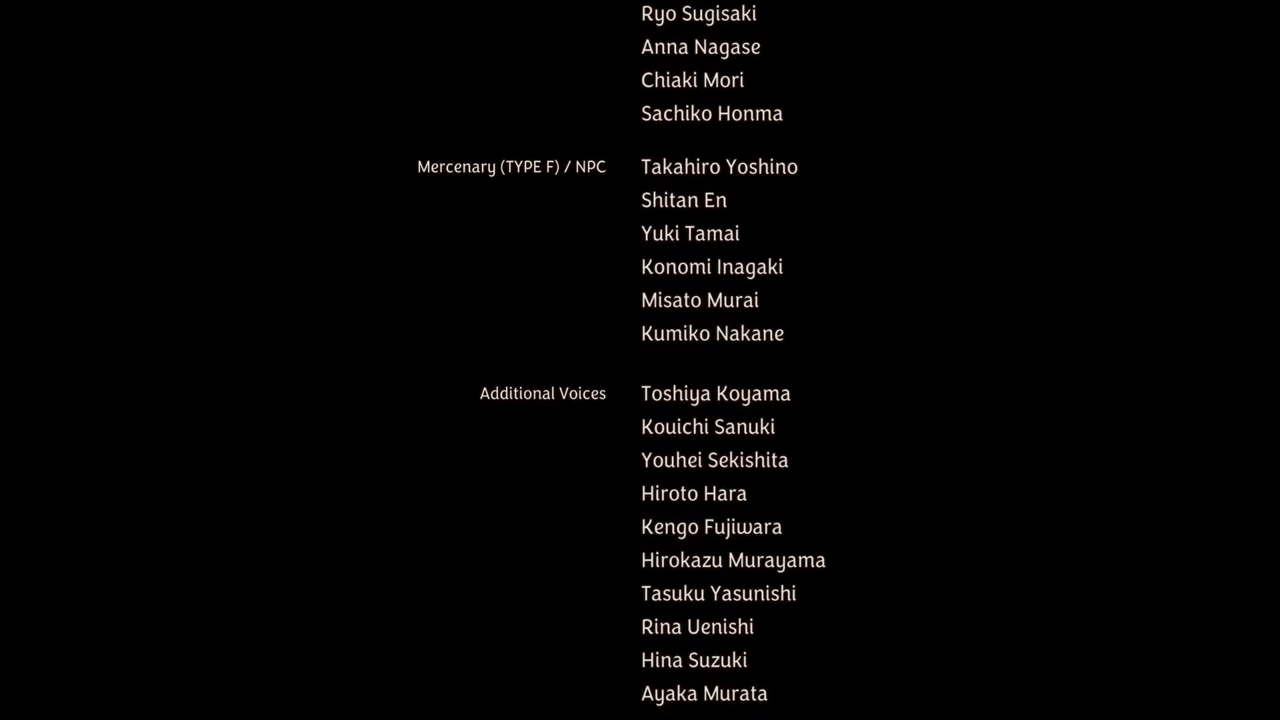 Ryo Sugisaki
Anna Nagase
Chiaki Mori
Sachiko Honma
Mercenary (TYPE F) / NPC Takahiro Yoshino
Shitan En
Yuki Tamai
Konomi Inagaki
Misato Murai
Kumiko Nakane
Additional Voices Toshiya Koyama
Kouichi Sanuki
Youhei Sekishita
Hiroto Hara
Kengo Fujiwara
Hirokazu Murayama
Tasuku Yasunishi
Rina Uenishi
Hina Suzuki
Ayaka Murata